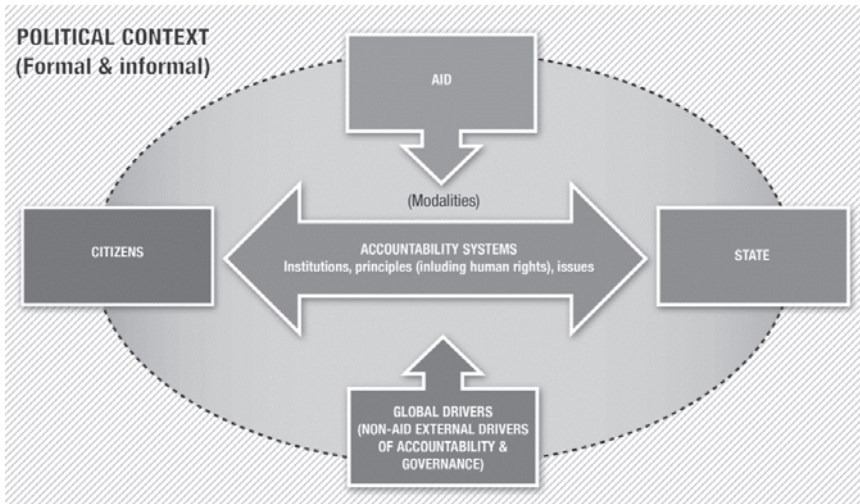 POLITICAL CONTEXT
(Formal & informal)
AID
(Modalities)
CITIZENS
ACCOUNTABILITY SYSTEMS
Institutions, principles (inluding human rights), issues
STATE
GLOBAL DRIVERS
(NON-AID EXTERNAL DRIVERS
OF ACCOUNTABILITY &
GOVERNANCE)